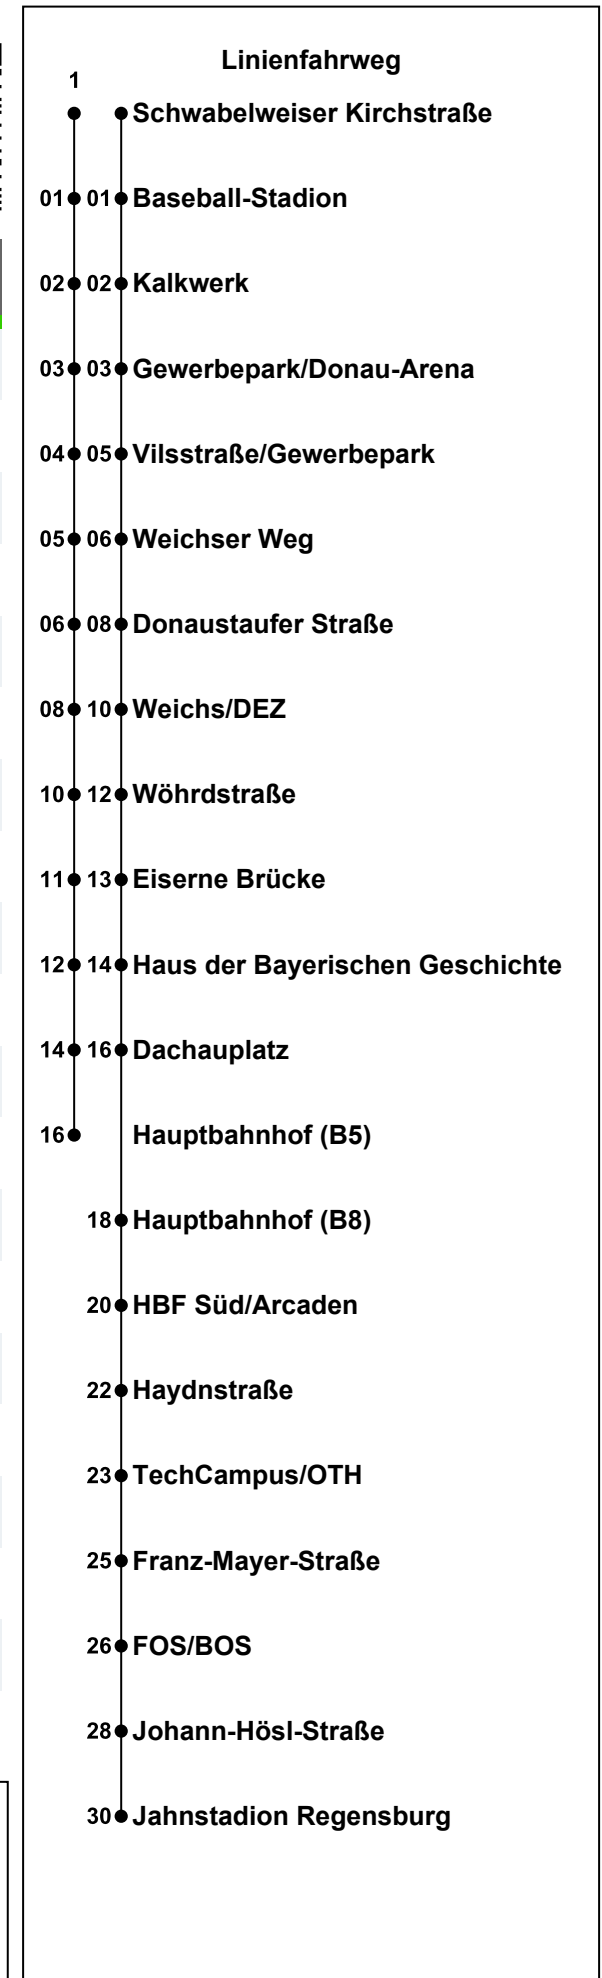 Linienfahrweg
1
Schwabelweiser Kirchstraße
01 01 Baseball-Stadion
02 02 Kalkwerk
03 03 Gewerbepark/Donau-Arena
04 05 Vilsstraße/Gewerbepark
05 06 Weichser Weg
06 08 Donaustaufer Straße
08 10 Weichs/DEZ
10 12 Wöhrdstraße
11 13 Eiserne Brücke
12 14 Haus der Bayerischen Geschichte
14 16 Dachauplatz
16 Hauptbahnhof (B5)
18 Hauptbahnhof (B8)
20 HBF Süd/Arcaden
22 Haydnstraße
23 TechCampus/OTH
25 Franz-Mayer-Straße
26 FOS/BOS
28 Johann-Hösl-Straße
30 Jahnstadion Regensburg